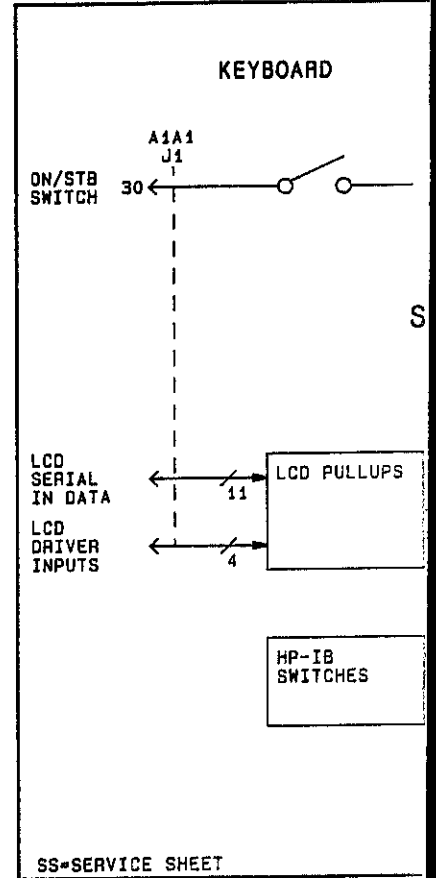 KEYBOARD
A1A1
J1
ON/STB
SWITCH
30
S
LCD
SERIAL
IN DATA
11
LCD PULLUPS
LCD
DRIVER
INPUTS
4
HP-IB
SWITCHES
SS=SERVICE SHEET